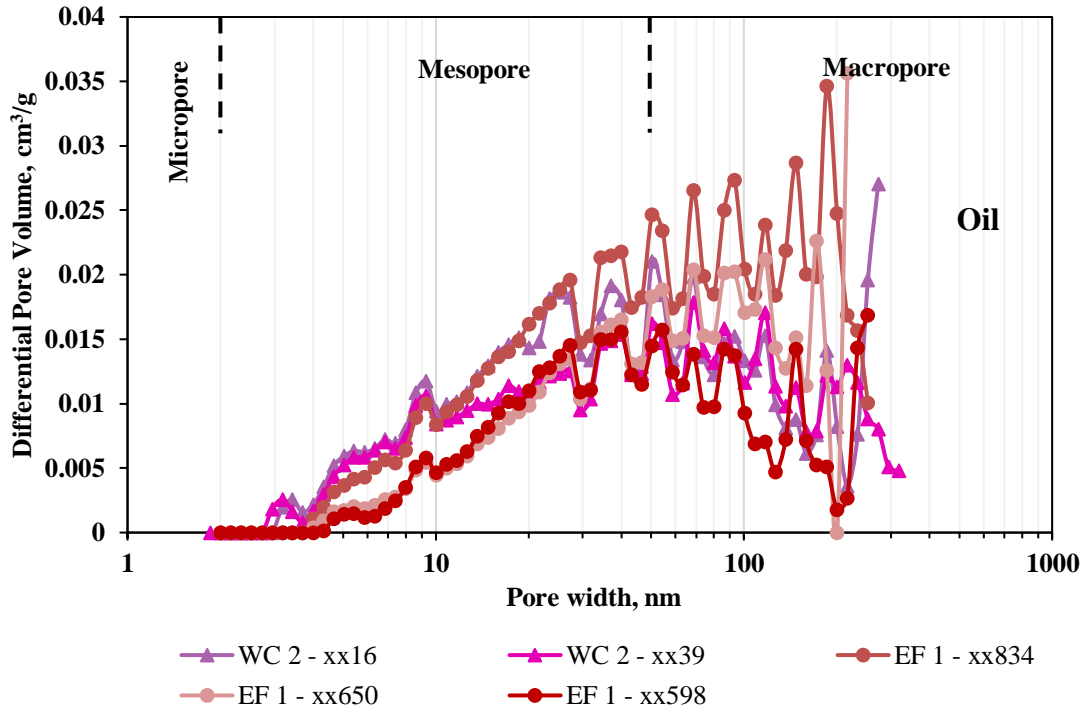 0.04
0.035
0.03
0.025
0.02
0.015
0.01
0.005
0
Differential Pore Volume, cm³/g
Micropore
Mesopore
Macropore
Oil
1
10
100
1000
Pore width, nm
WC 2 - xx16
WC 2 - xx39
EF 1 - xx834
EF 1 - xx650
EF 1 - xx598